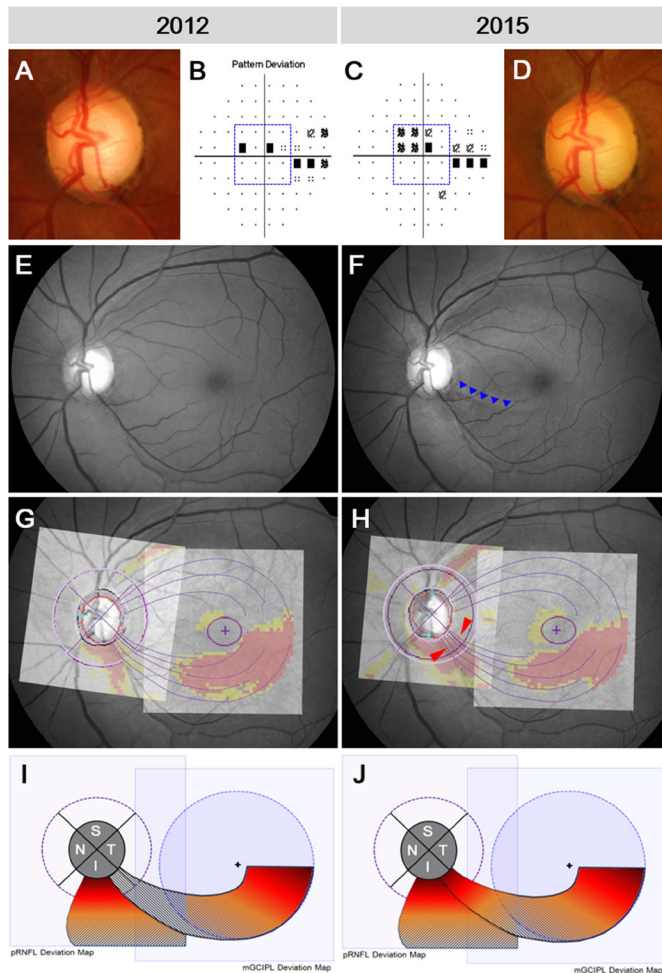 2012
2015
A
B
Pattern Deviation
C
D
E
F
G
H
I
S
N
T
I
pRNFL Deviation Map
mGCIPL Deviation Map
J
S
N
T
I
pRNFL Deviation Map
mGCIPL Deviation Map